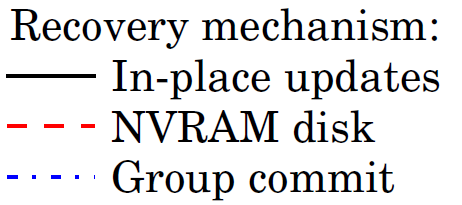 Recovery mechanism:
In-place updates
NVRAM disk
Group commit